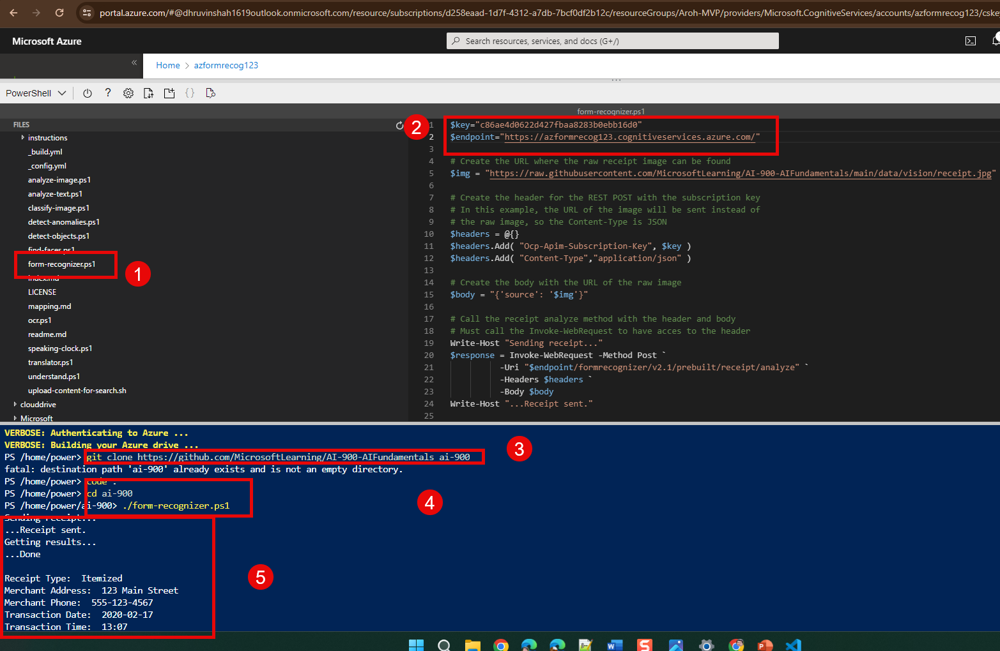 portal.azure.com/#@dhruvinshah1619outlook.onmicrosoft.com/resource/subscriptions/d258eaad-1d7f-4312-a7db-7bcf0df2b12c/resourceGroups/Aroh-MVP/providers/Microsoft.CognitiveServices/accounts/azformrecog123/cske
Microsoft Azure
Search resources, services, and docs (G+/)
Home > azformrecog123
PowerShell
form-recognizer.ps1
FILES
instructions
_build.yml
_config.yml
analyze-image.ps1
analyze-text.ps1
classify-image.ps1
detect-anomalies.ps1
detect-objects.ps1
find-faces.ps1
form-recognizer.ps1
index.md
LICENSE
mapping.md
ocr.ps1
readme.md
speaking-clock.ps1
translator.ps1
understand.ps1
upload-content-for-search.sh
clouddrive
Microsoft
1
2
1 $key="c86ae4d0622d427fbaa8283b0ebb16d0"
2 $endpoint="https://azformrecog123.cognitiveservices.azure.com/"
3
4 # Create the URL where the raw receipt image can be found
5 $img = "https://raw.githubusercontent.com/MicrosoftLearning/AI-900-AIFundamentals/main/data/vision/receipt.jpg"
6
7 # Create the header for the REST POST with the subscription key
8 # In this example, the URL of the image will be sent instead of
9 # the raw image, so the Content-Type is JSON
10 $headers = @{}
11 $headers.Add( "Ocp-Apim-Subscription-Key", $key )
12 $headers.Add( "Content-Type","application/json" )
13
14 # Create the body with the URL of the raw image
15 $body = "{'source': '$img'}"
16
17 # Call the receipt analyze method with the header and body
18 # Must call the Invoke-WebRequest to have acces to the header
19 Write-Host "Sending receipt..."
20 $response = Invoke-WebRequest -Method Post `
21 -Uri "$endpoint/formrecognizer/v2.1/prebuilt/receipt/analyze" `
22 -Headers $headers `
23 -Body $body
24 Write-Host "...Receipt sent."
25
VERBOSE: Authenticating to Azure ...
VERBOSE: Building your Azure drive ...
PS /home/power> git clone https://github.com/MicrosoftLearning/AI-900-AIFundamentals ai-900
3
fatal: destination path 'ai-900' already exists and is not an empty directory.
PS /home/power> code .
PS /home/power> cd ai-900
PS /home/power/ai-900> ./form-recognizer.ps1
4
Sending receipt...
...Receipt sent.
Getting results...
...Done
5
Receipt Type: Itemized
Merchant Address: 123 Main Street
Merchant Phone: 555-123-4567
Transaction Date: 2020-02-17
Transaction Time: 13:07